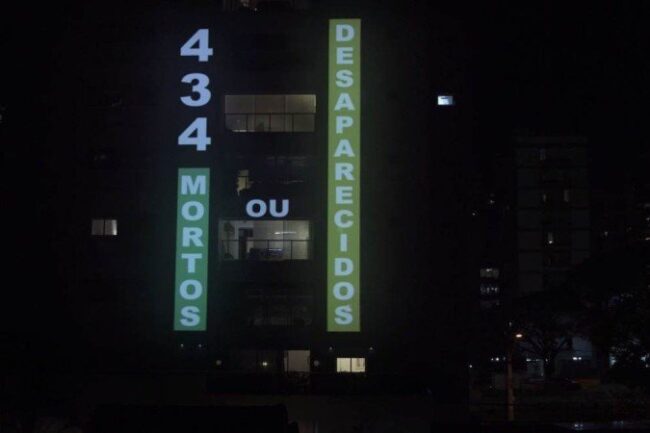 434
MORTOS
OU
DESAPARECIDOS